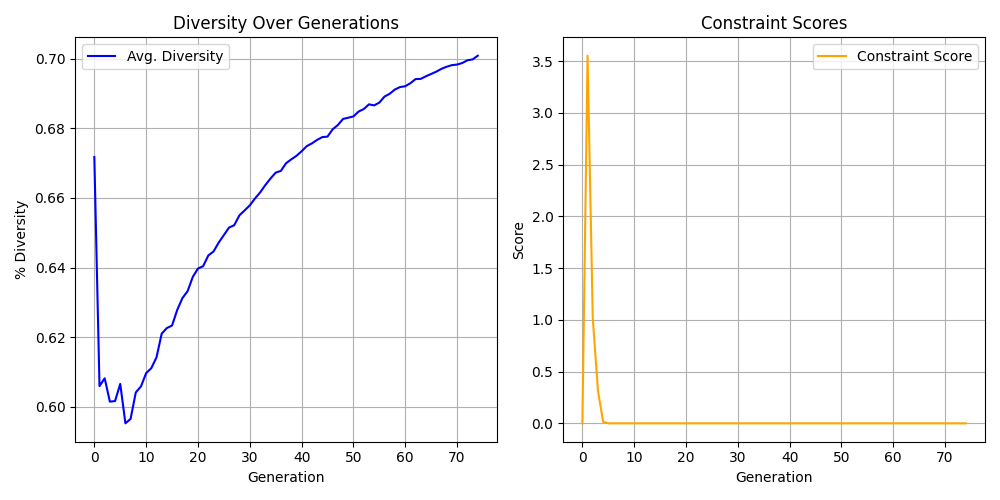 Diversity Over Generations
Avg. Diversity
% Diversity
0.70
0.68
0.66
0.64
0.62
0.60
0 10 20 30 40 50 60 70
Generation
Constraint Scores
Constraint Score
Score
3.5
3.0
2.5
2.0
1.5
1.0
0.5
0.0
0 10 20 30 40 50 60 70
Generation